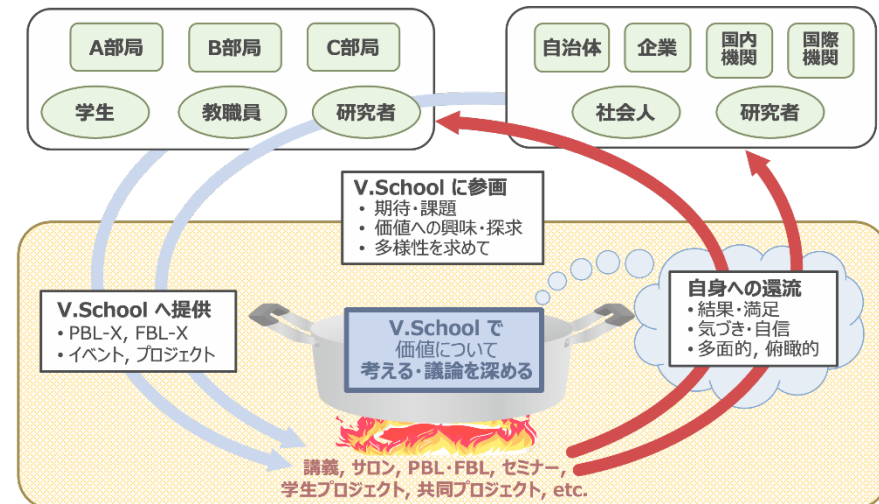 A部局
B部局
C部局
学生
教職員
研究者
自治体
企業
国内
機関
国際
機関
社会人
研究者
V.School に参画
• 期待・課題
• 価値への興味・探求
• 多様性を求めて
V.School へ提供
• PBL-X, FBL-X
• イベント, プロジェクト
V.School で
価値について
考える・議論を深める
自身への還流
• 結果・満足
• 気づき・自信
• 多面的, 俯瞰的
講義, サロン, PBL・FBL, セミナー,
学生プロジェクト, 共同プロジェクト, etc.